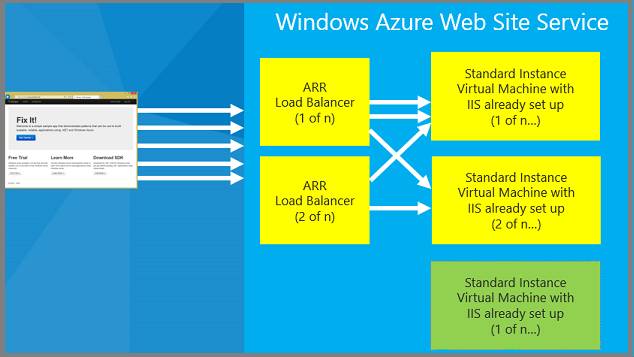 Windows Azure Web Site Service
Fix It!
Free Trial
Learn More
Download SDK
ARR
Load Balancer
(1 of n)
ARR
Load Balancer
(2 of n)
Standard Instance
Virtual Machine with
IIS already set up
(1 of n...)
Standard Instance
Virtual Machine with
IIS already set up
(2 of n...)
Standard Instance
Virtual Machine with
IIS already set up
(1 of n...)